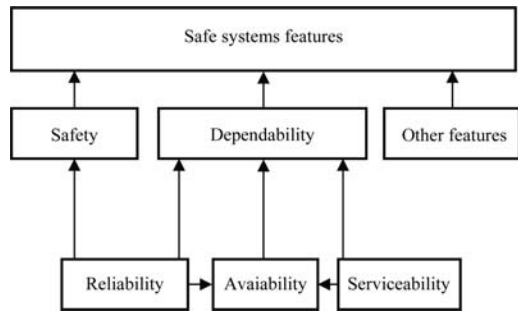 Safe systems features
Safety
Dependability
Other features
Reliability
Avaiability
Serviceability